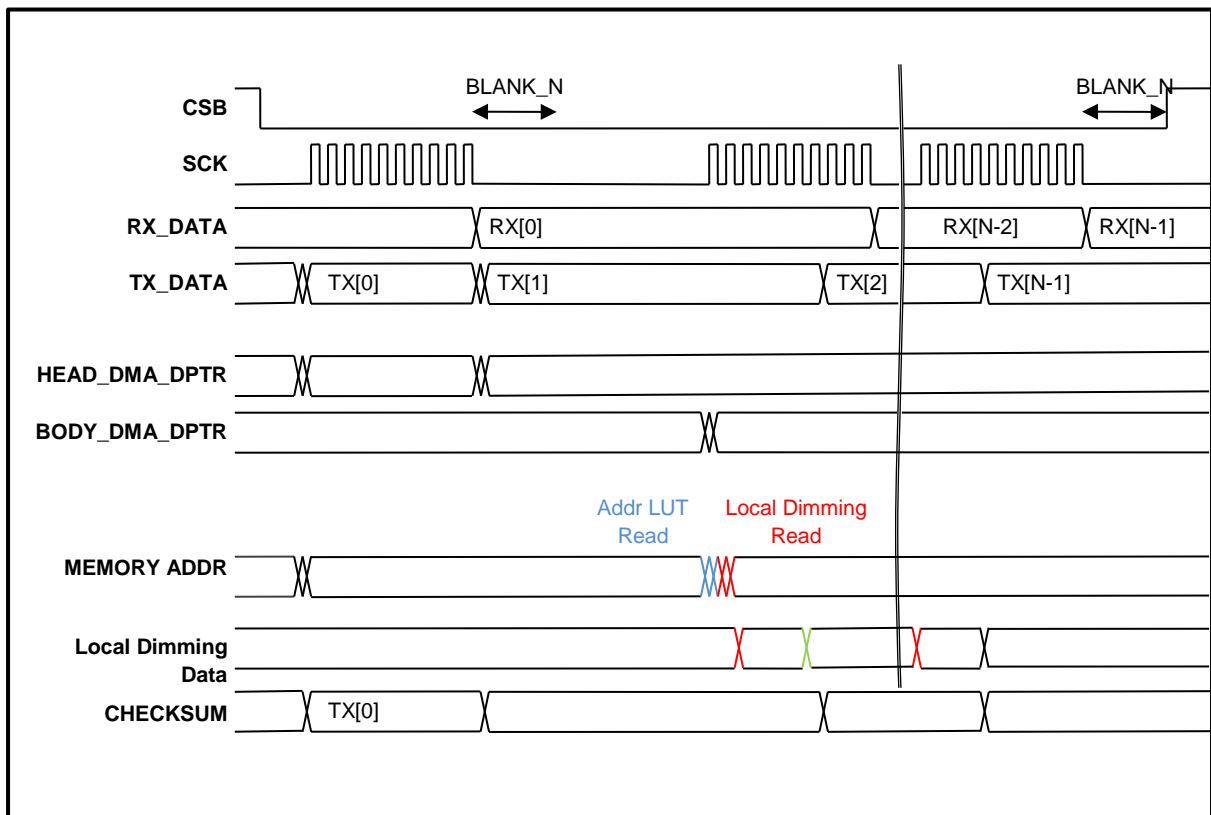 BLANK_N
BLANK_N
CSB
SCK
RX_DATA
RX[0]
RX[N-2]
RX[N-1]
TX_DATA
TX[0]
TX[1]
TX[2]
TX[N-1]
HEAD_DMA_DPTR
BODY_DMA_DPTR
Addr LUT
Read
Local Dimming
Read
MEMORY ADDR
Local Dimming
Data
CHECKSUM
TX[0]